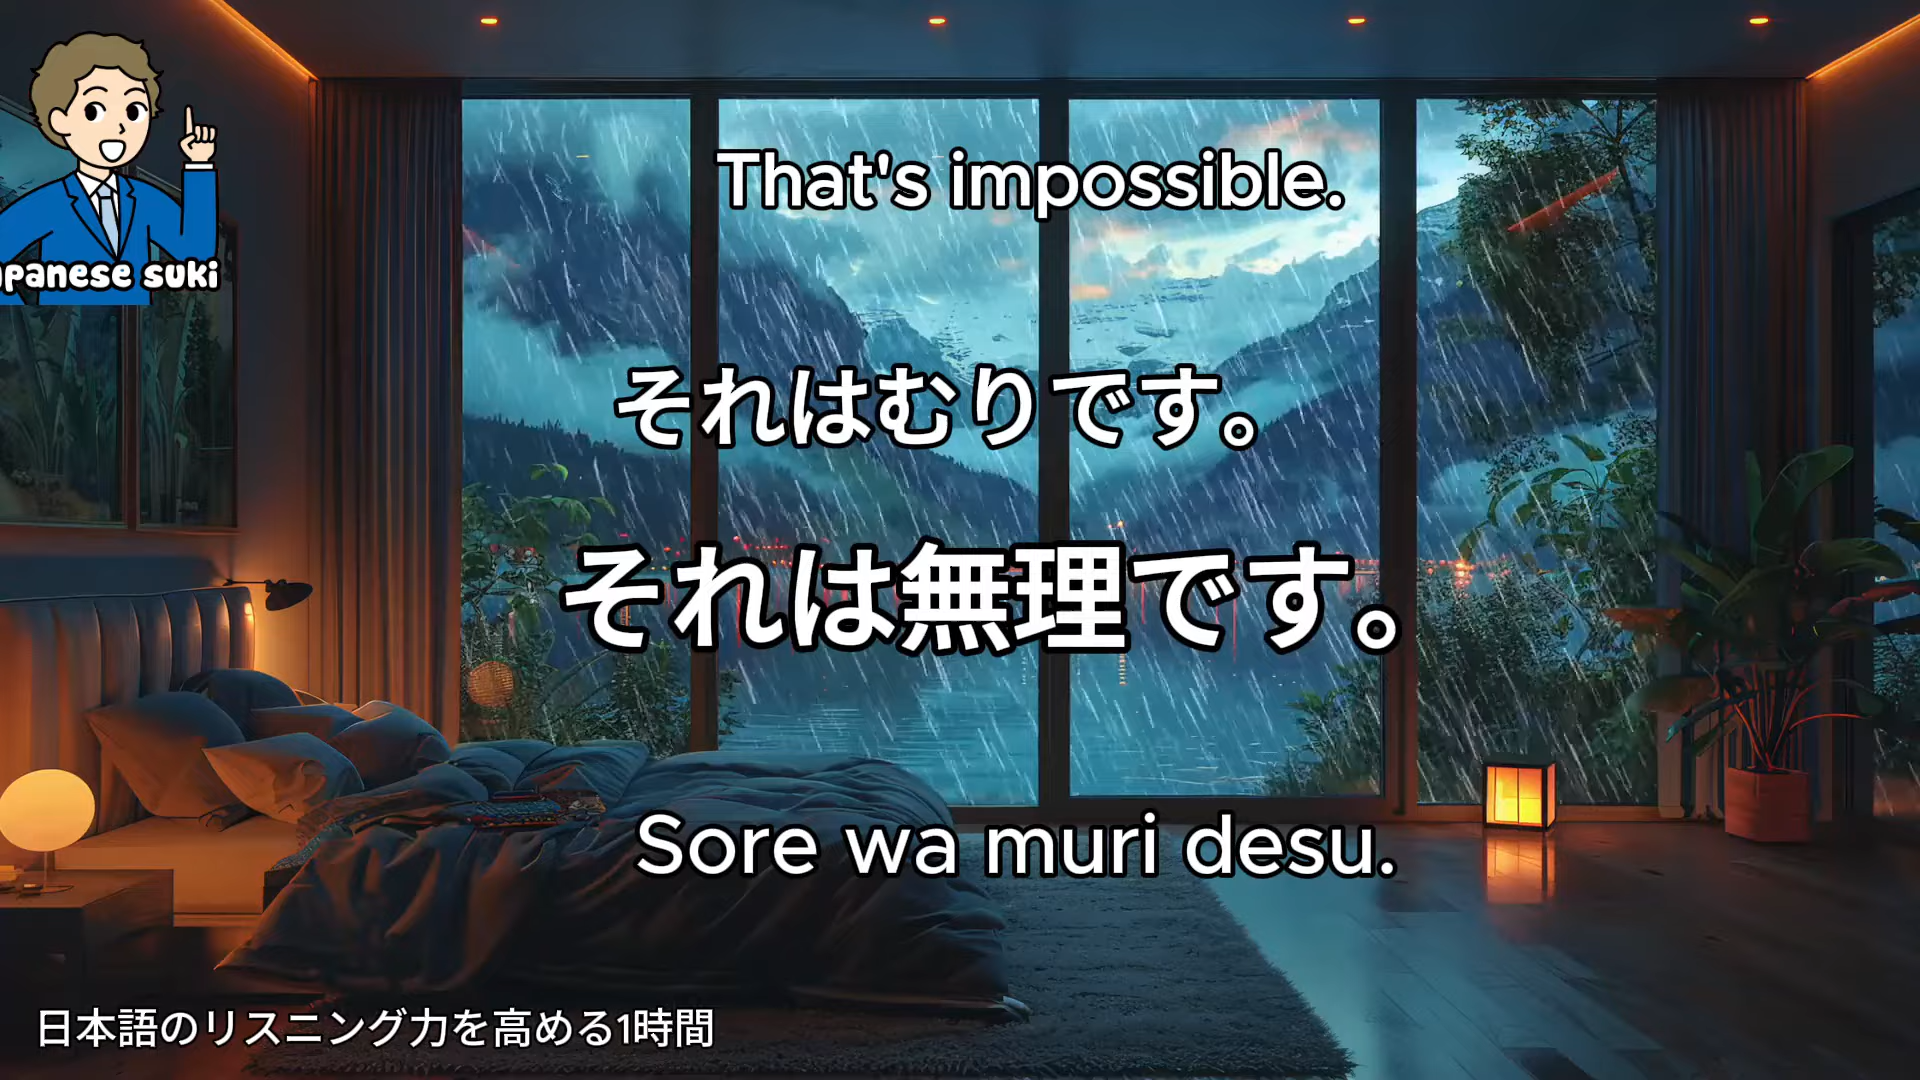 That's impossible.
apanese suki
それはむりです。
それは無理です。
Sore wa muri desu.
日本語のリスニング力を高める1時間